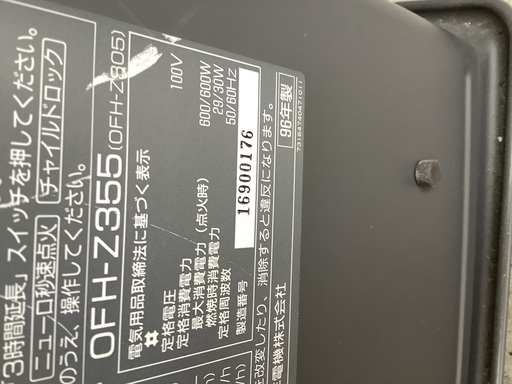 3時間延長」スイッチを押してください。
ニューロ秒速点火 チャイルドロック
のうえ、操作してください。
OFH-Z355(OFH-Z305)
電気用品取締法に基づく表示
定格電圧 100V
定格消費電力
最大消費電力(点火時) 600/600W
燃焼時消費電力 29/30W
定格周波数 50/60HZ
製造番号 16900176
を改変したり、消除すると違反になります。
電機株式会社 96年製
73164740471011